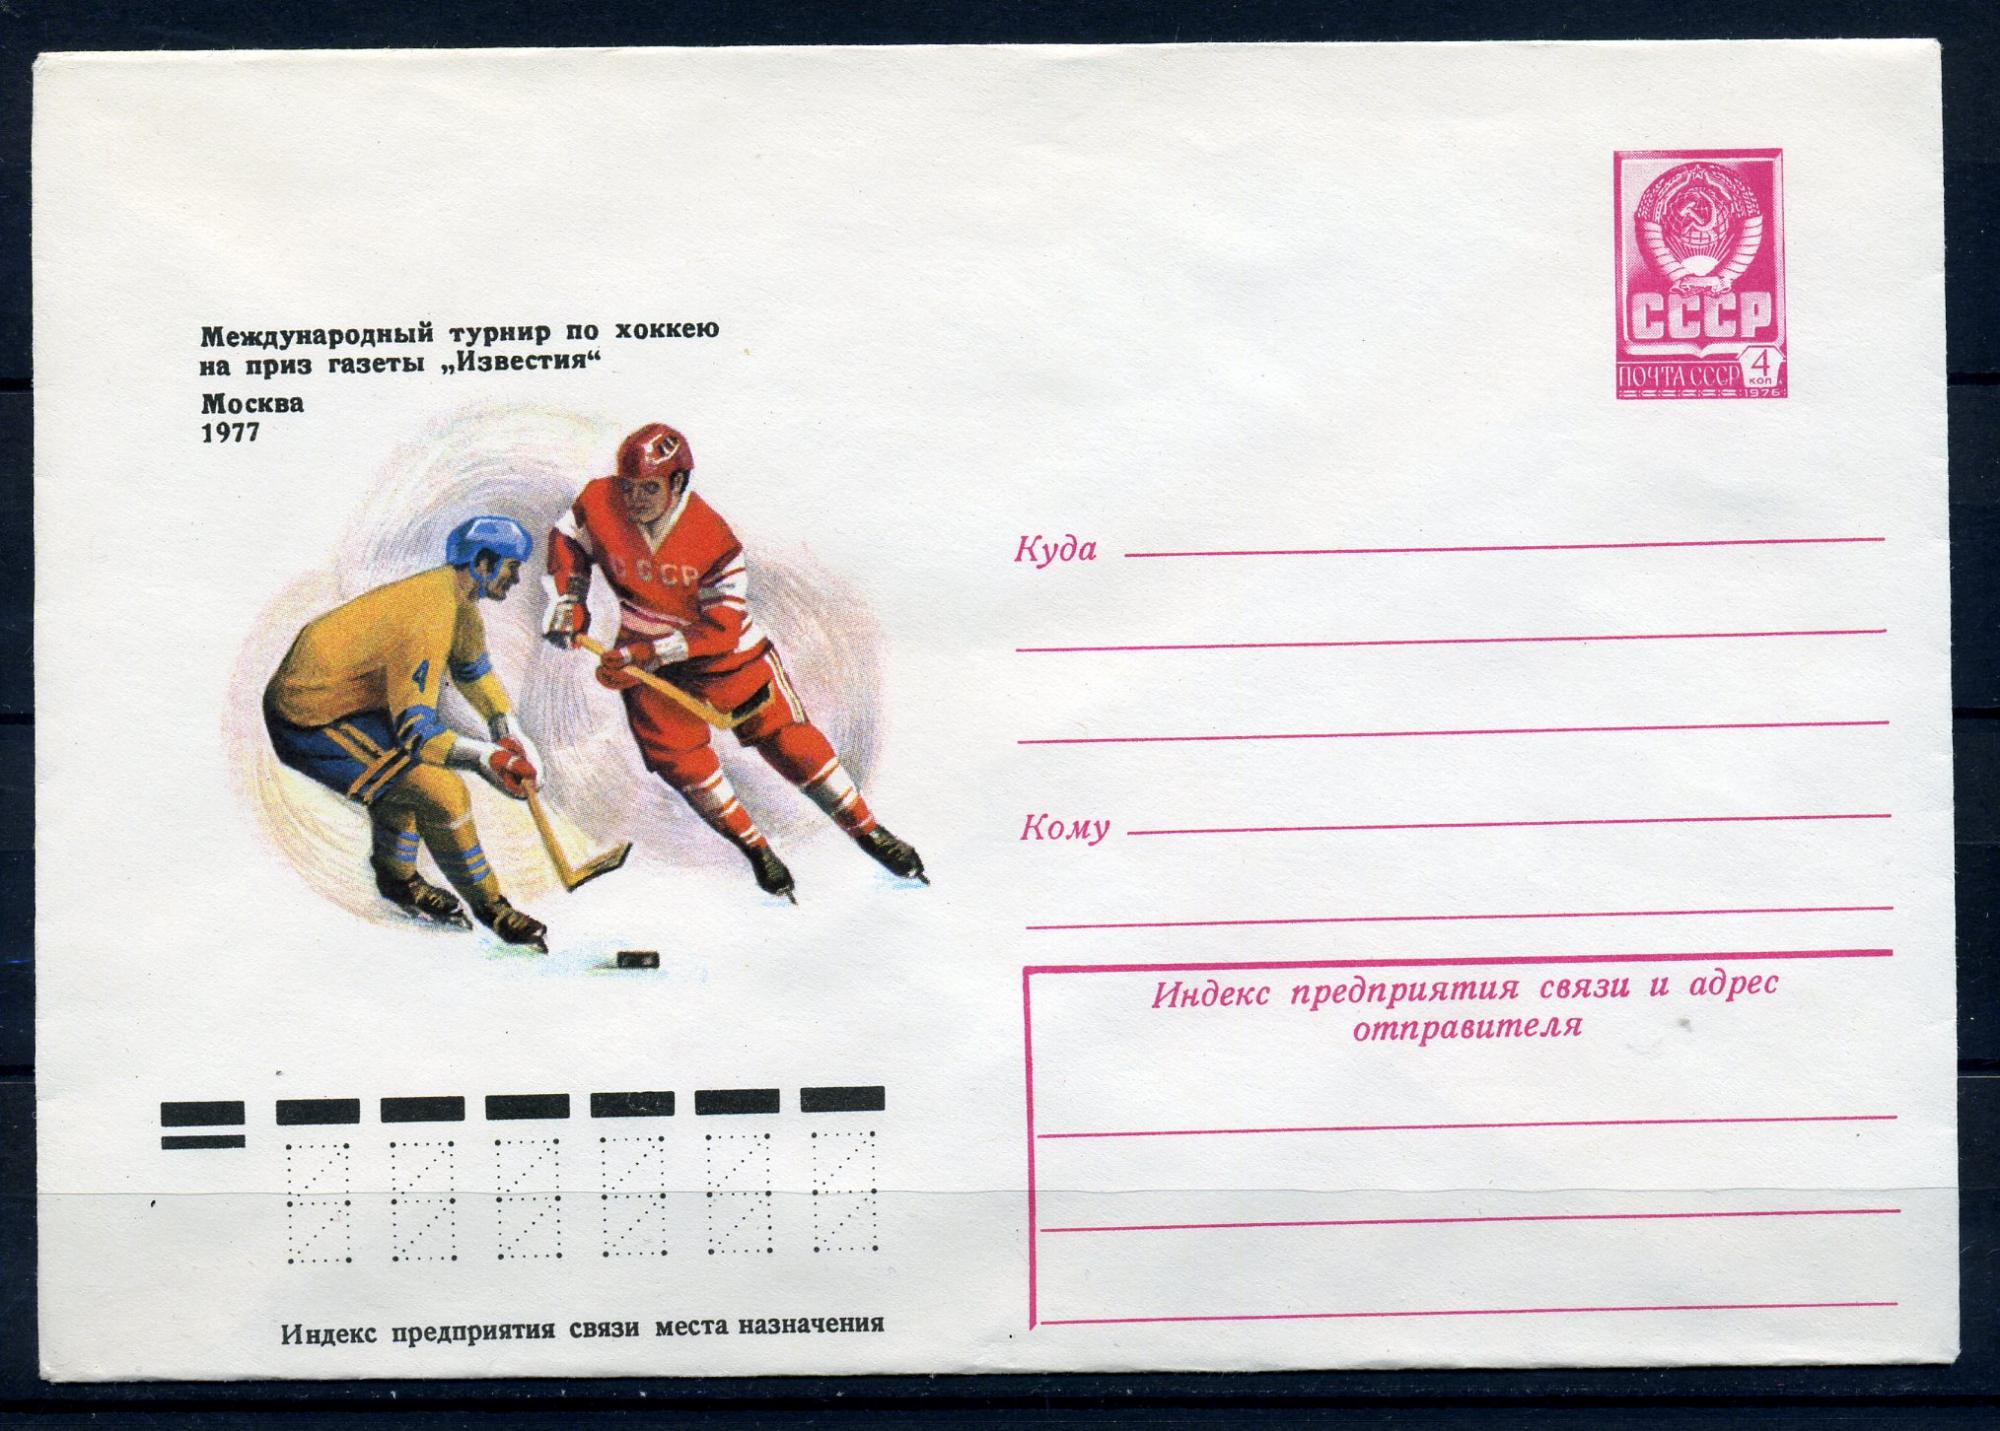 Международный турнир по хоккею
на приз газеты „Известия“
Москва
1977
СССР
ПОЧТА СССР 4 КОП
1976
СССР
4
Куда
Кому
Индекс предприятия связи и адрес
отправителя
Индекс предприятия связи места назначения